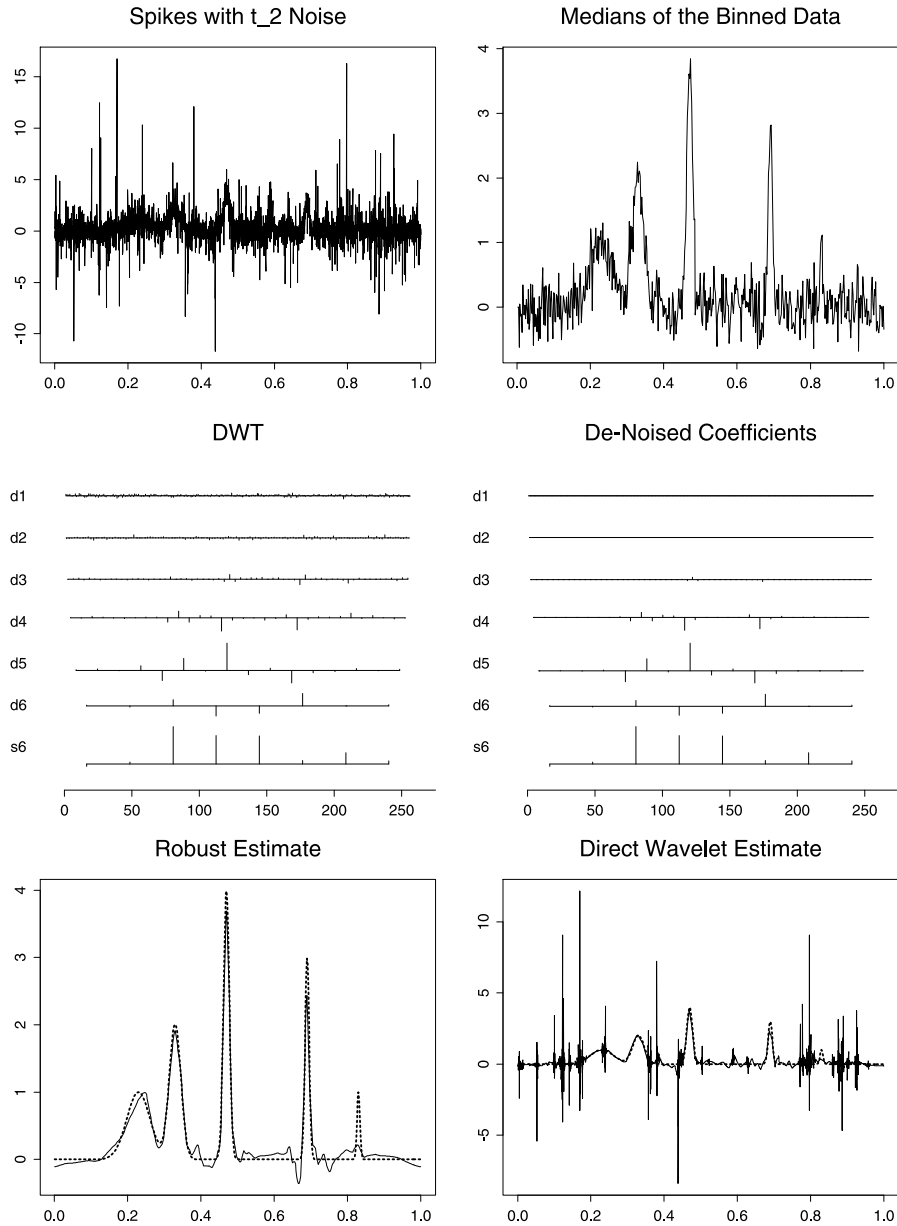 Spikes with t_2 Noise
15
10
5
0
-5
-10
0.0 0.2 0.4 0.6 0.8 1.0
Medians of the Binned Data
4
3
2
1
0
0.0 0.2 0.4 0.6 0.8 1.0
DWT
d1
d2
d3
d4
d5
d6
s6
0 50 100 150 200 250
De-Noised Coefficients
d1
d2
d3
d4
d5
d6
s6
0 50 100 150 200 250
Robust Estimate
4
3
2
1
0
0.0 0.2 0.4 0.6 0.8 1.0
Direct Wavelet Estimate
10
5
0
-5
0.0 0.2 0.4 0.6 0.8 1.0